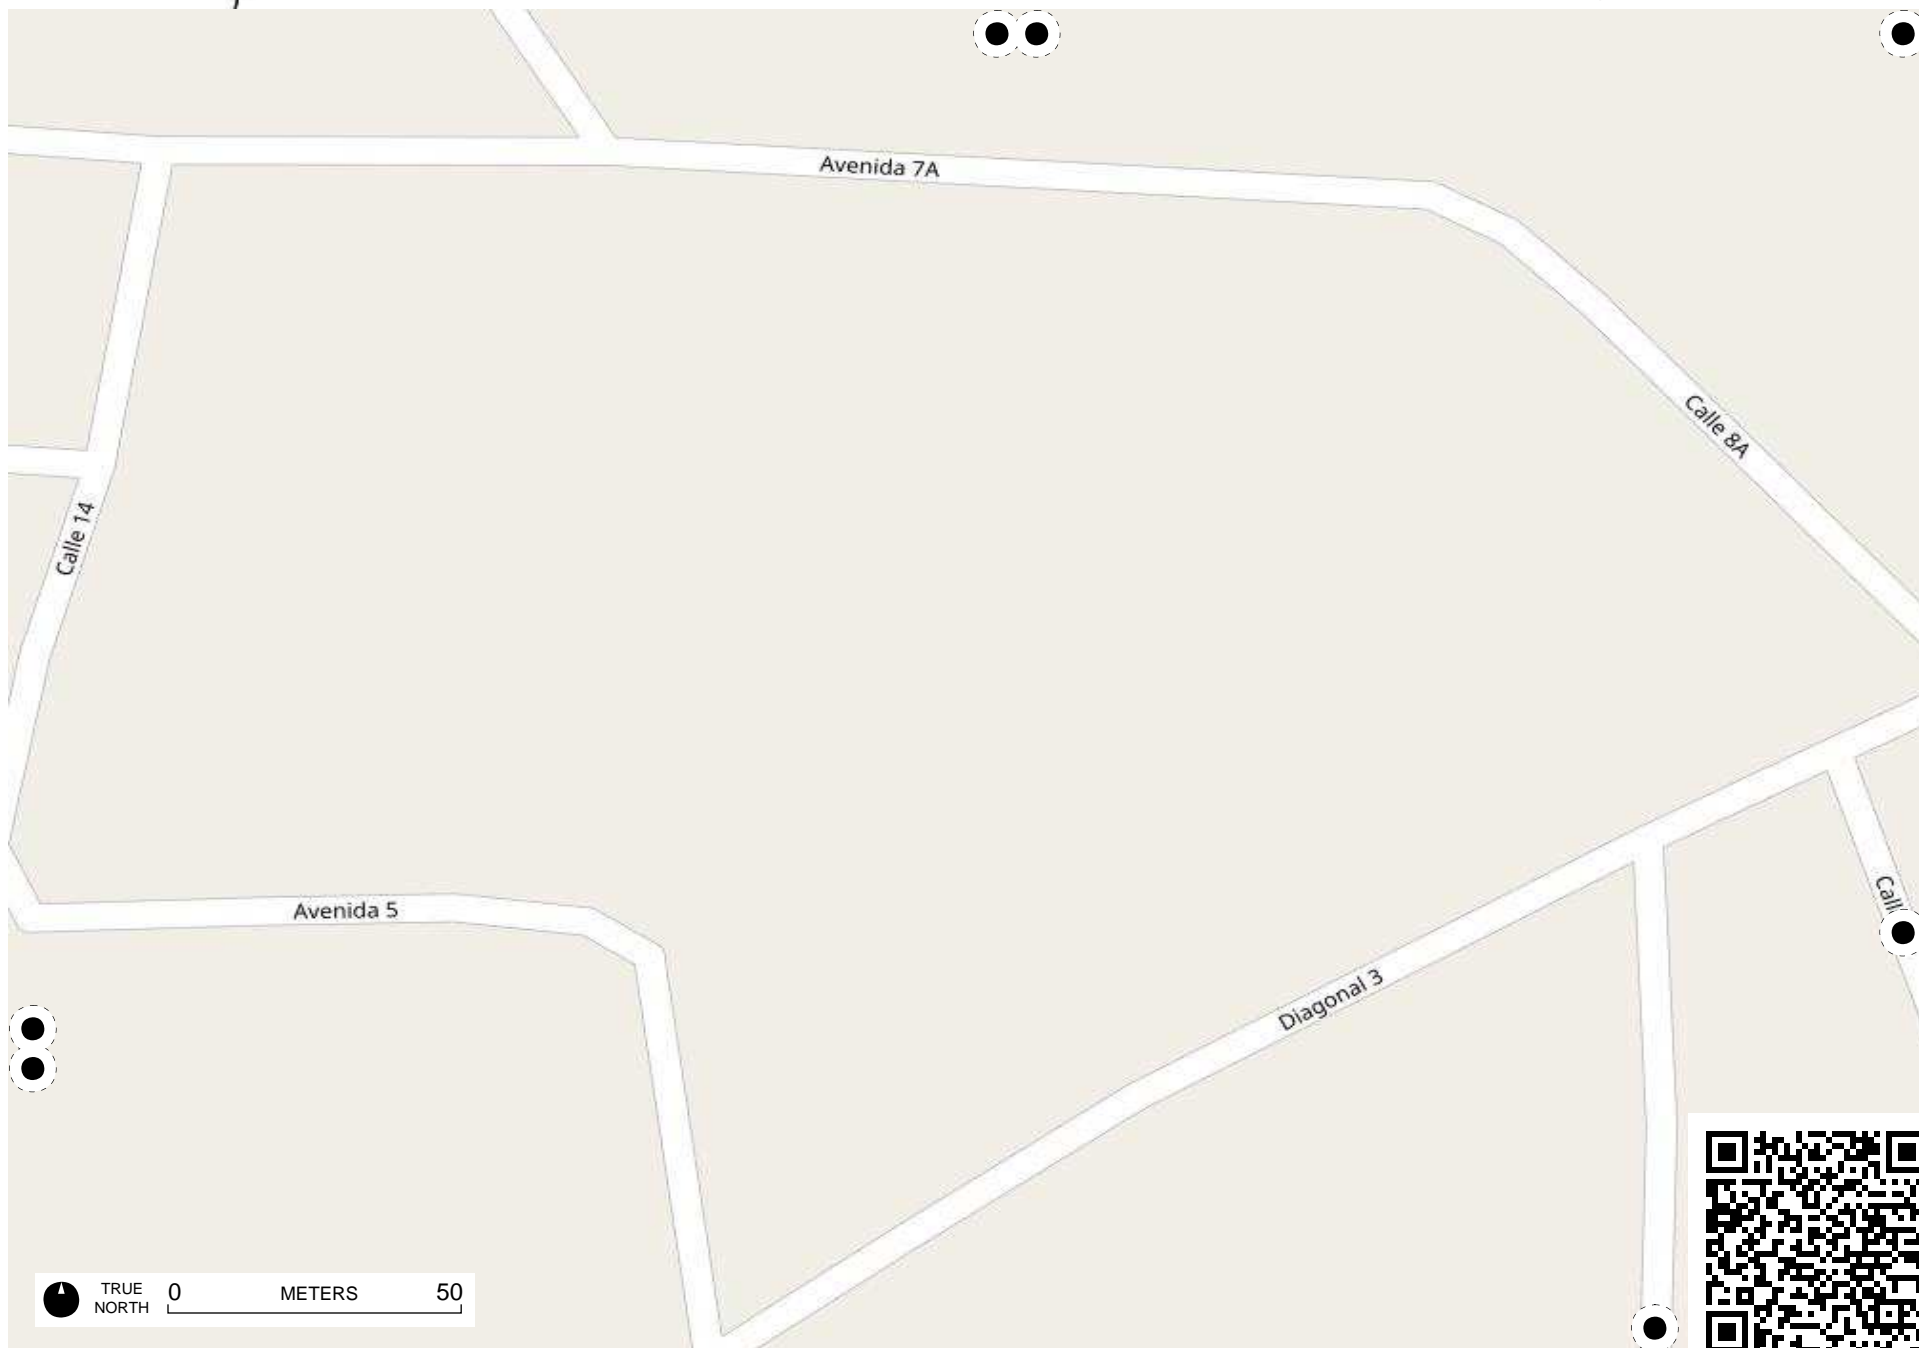 Avenida 7A
Calle 8A
Calle 14
Avenida 5
Diagonal 3
TRUE
NORTH
0 METERS 50